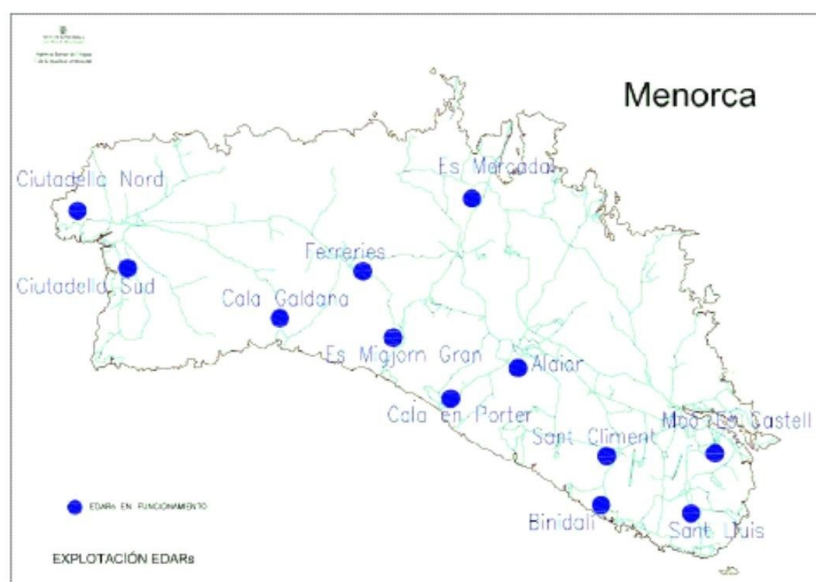 Menorca
Es Mercadal
Ciutadella Nord
Ferreries
Ciutadella Sud
Cala Galdana
Es Migjorn Gran
Alaior
Cala en Porter
Maó Es Castell
Sant Climent
Binidalí
Sant Lluis
EDARs EN FUNCIONAMIENTO
EXPLOTACIÓN EDARs